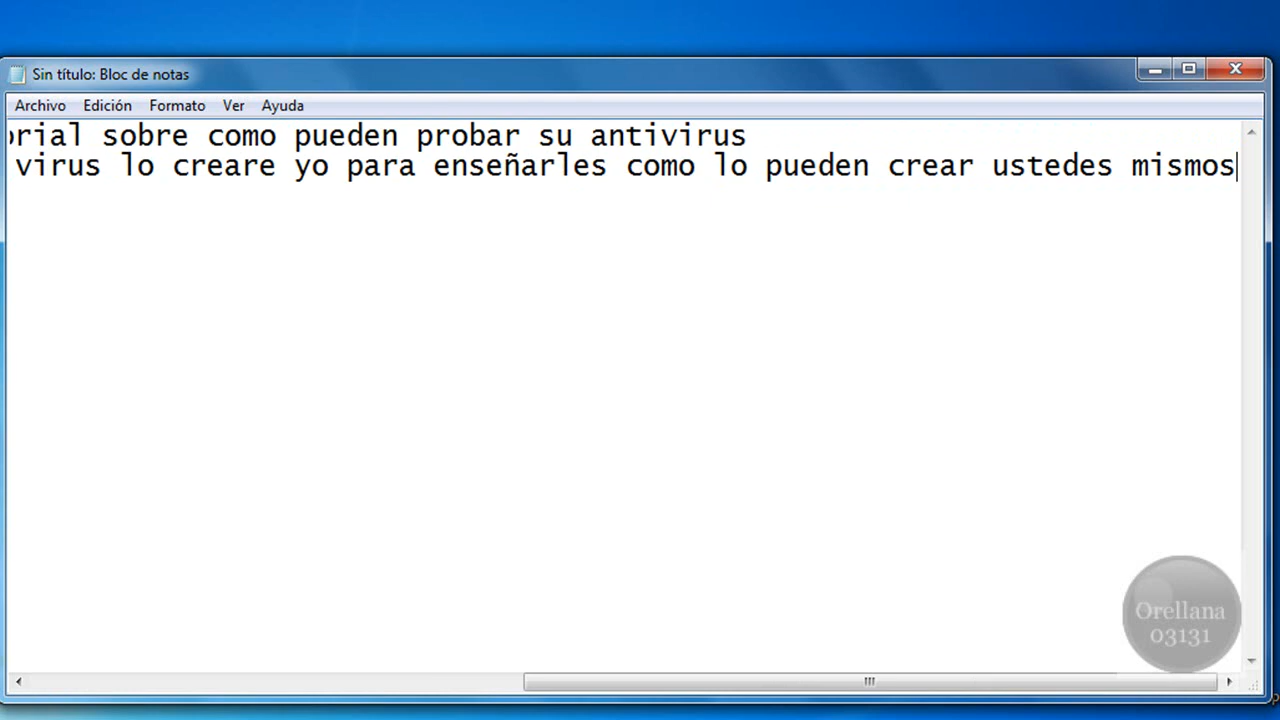 Sin título: Bloc de notas
Archivo Edición Formato Ver Ayuda
orial sobre como pueden probar su antivirus
virus lo creare yo para enseñarles como lo pueden crear ustedes mismos
Orellana
03131